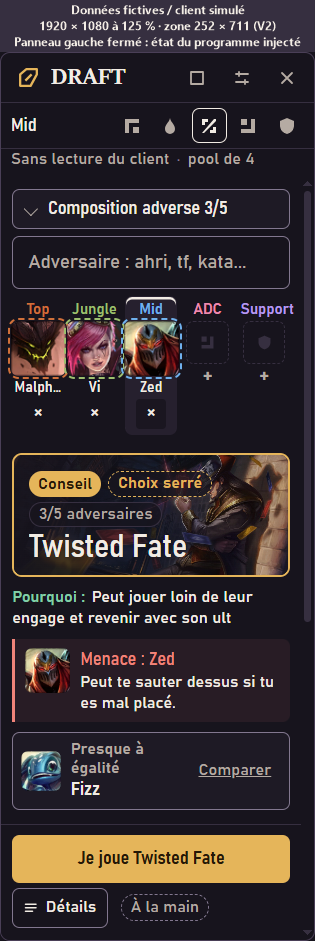 Données fictives / client simulé
1920 × 1080 à 125 % · zone 252 × 711 (V2)
Panneau gauche fermé : état du programme injecté
DRAFT
Mid
Sans lecture du client · pool de 4
Composition adverse 3/5
Adversaire : ahri, tf, kata...
Top Jungle Mid ADC Support
Malph... Vi Zed
Conseil Choix serré
3/5 adversaires
Twisted Fate
Pourquoi : Peut jouer loin de leur
engage et revenir avec son ult
Menace : Zed
Peut te sauter dessus si tu
es mal placé.
Presque à
égalité
Fizz
Comparer
Je joue Twisted Fate
Détails
À la main